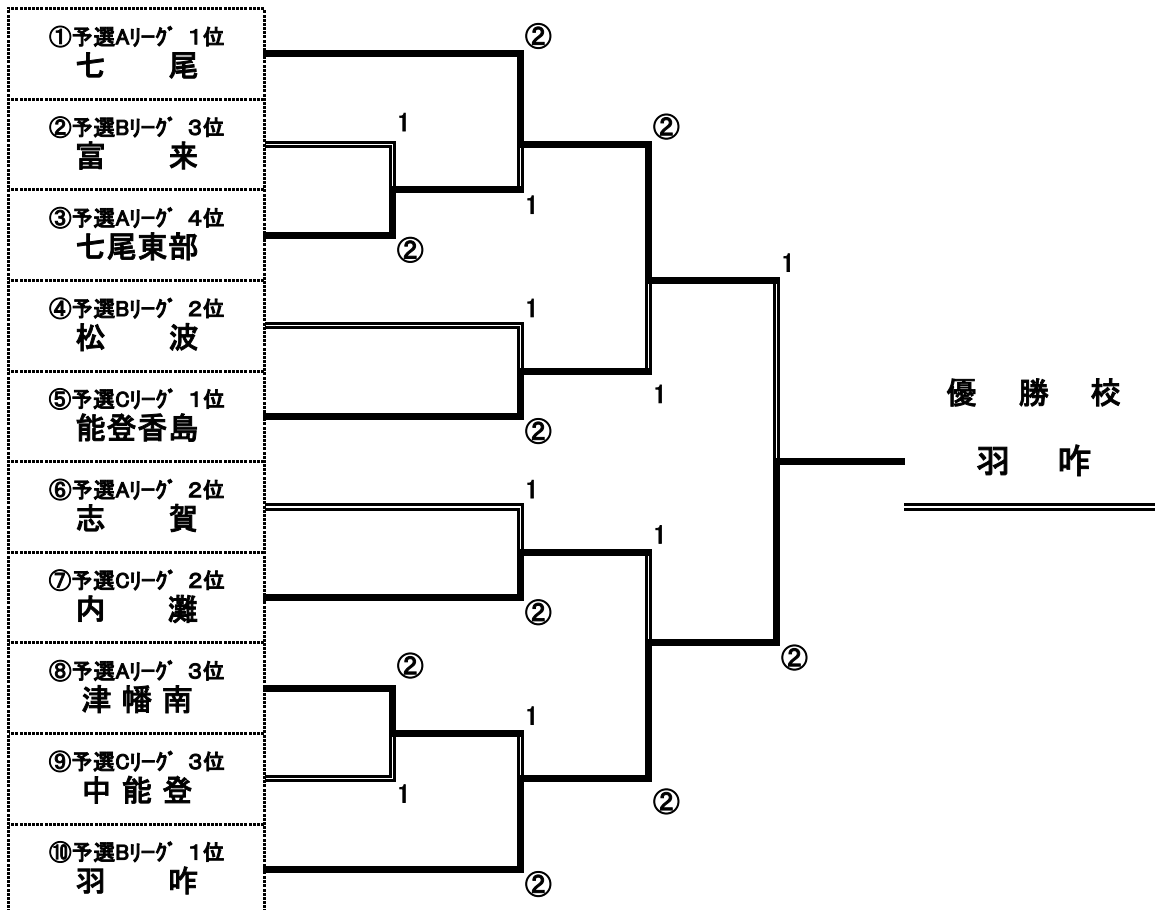 ①予選Aリーグ 1位
七 尾
②予選Bリーグ 3位
富 来
③予選Aリーグ 4位
七尾東部
④予選Bリーグ 2位
松 波
⑤予選Cリーグ 1位
能登香島
⑥予選Aリーグ 2位
志 賀
⑦予選Cリーグ 2位
内 灘
⑧予選Aリーグ 3位
津幡南
⑨予選Cリーグ 3位
中能登
⑩予選Bリーグ 1位
羽 咋
1
②
②
1
②
1
1
②
1
②
1
②
②
1
1
②
1
②
優 勝 校
羽 咋